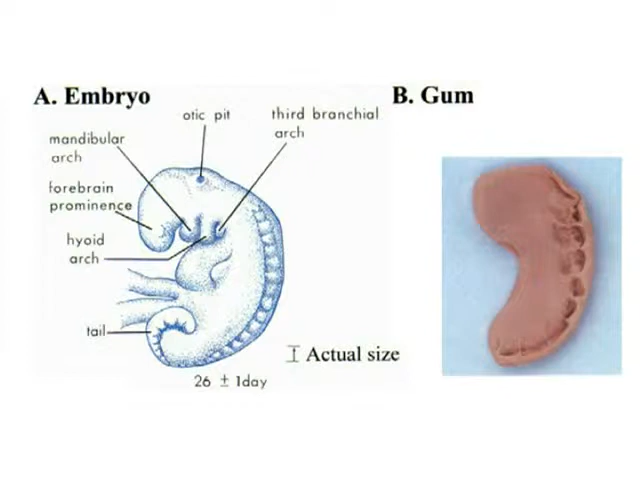 A. Embryo
B. Gum
otic pit
third branchial
arch
mandibular
arch
forebrain
prominence
hyoid
arch
tail
Actual size
26 ± 1day